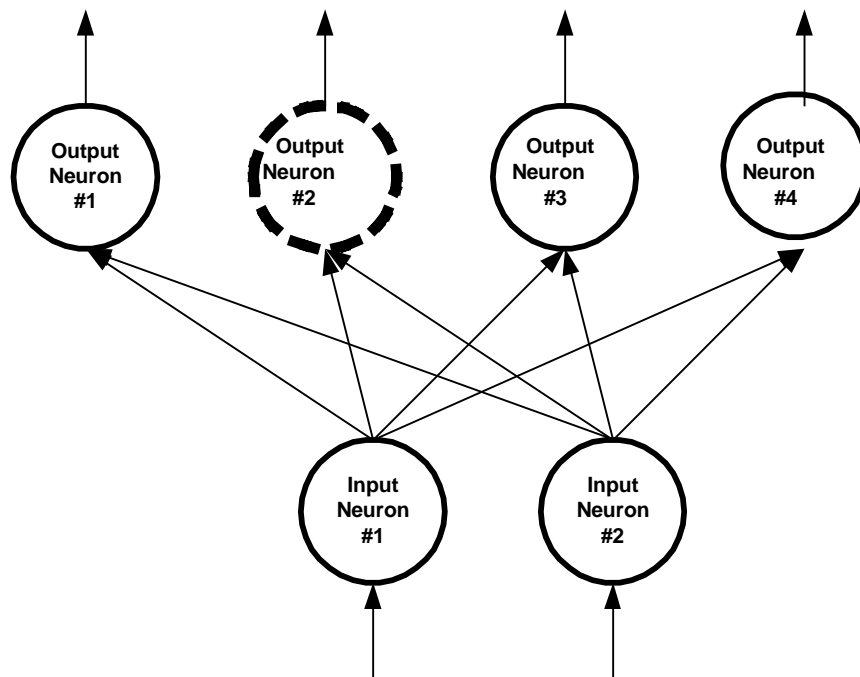 Output
Neuron
#1
Output
Neuron
#2
Output
Neuron
#3
Output
Neuron
#4
Input
Neuron
#1
Input
Neuron
#2